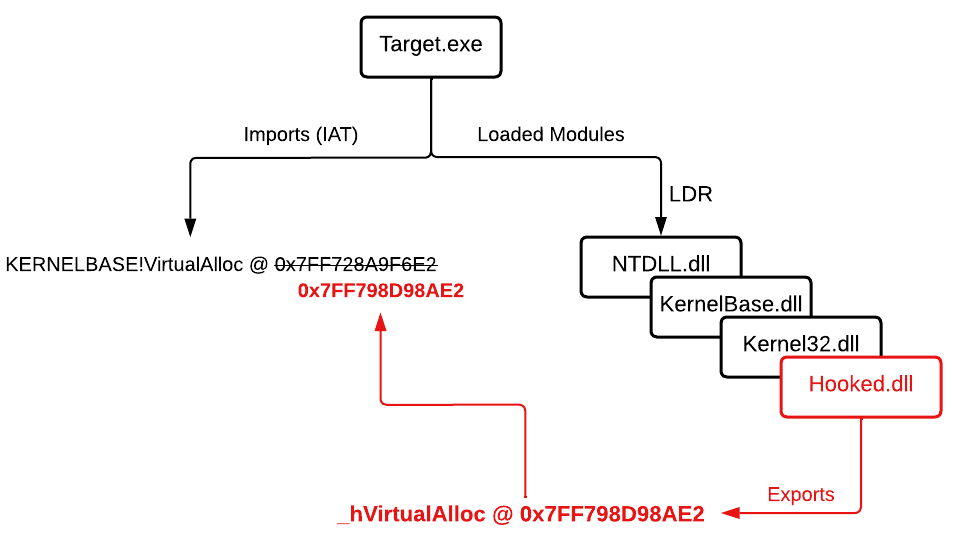 Target.exe
Imports (IAT)
Loaded Modules
LDR
KERNELBASE!VirtualAlloc @ 0x7FF728A9F6E2
0x7FF798D98AE2
NTDLL.dll
KernelBase.dll
Kernel32.dll
Hooked.dll
Exports
_hVirtualAlloc @ 0x7FF798D98AE2